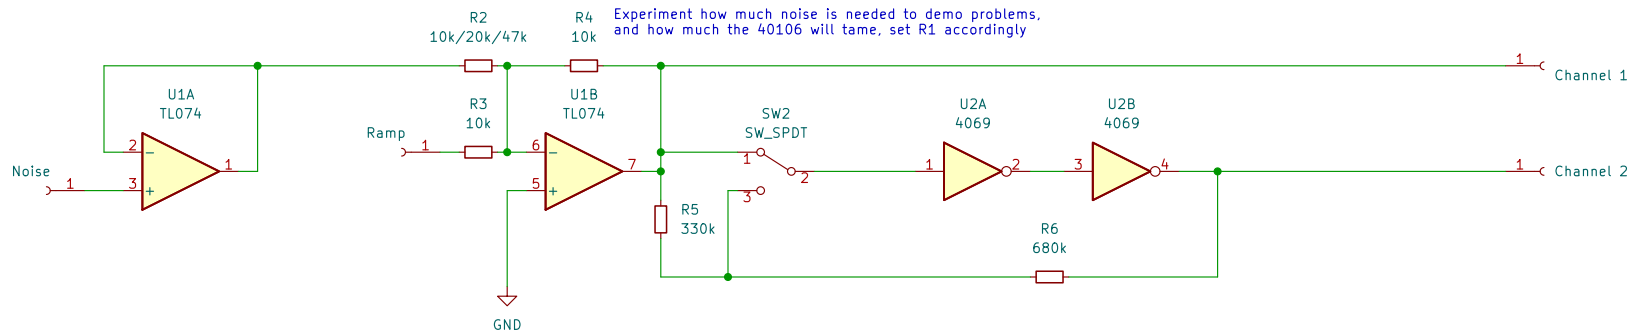 R2
10k/20k/47k
R4
10k
Experiment how much noise is needed to demo problems,
and how much the 40106 will tame, set R1 accordingly
1
Channel 1
U1A
TL074
2
−
3
+
1
Noise
1
R3
10k
Ramp
1
U1B
TL074
6
−
5
+
7
SW2
SW_SPDT
1
2
3
U2A
4069
1
2
U2B
4069
3
4
1
Channel 2
R5
330k
R6
680k
GND